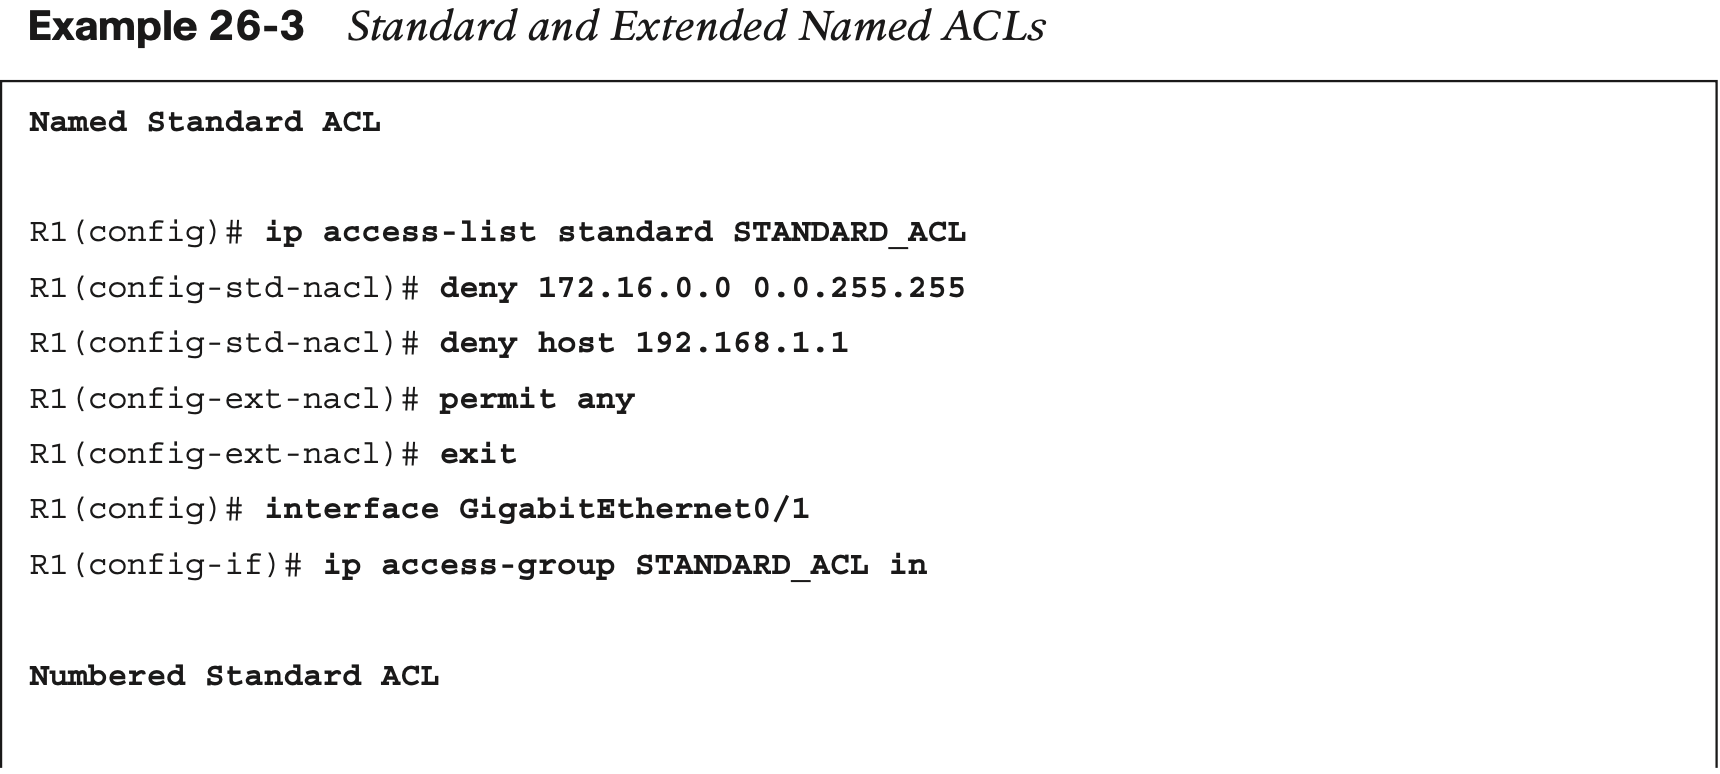 Example 26-3 Standard and Extended Named ACLs
Named Standard ACL
R1(config)# ip access-list standard STANDARD_ACL
R1(config-std-nacl)# deny 172.16.0.0 0.0.255.255
R1(config-std-nacl)# deny host 192.168.1.1
R1(config-ext-nacl)# permit any
R1(config-ext-nacl)# exit
R1(config)# interface GigabitEthernet0/1
R1(config-if)# ip access-group STANDARD_ACL in
Numbered Standard ACL